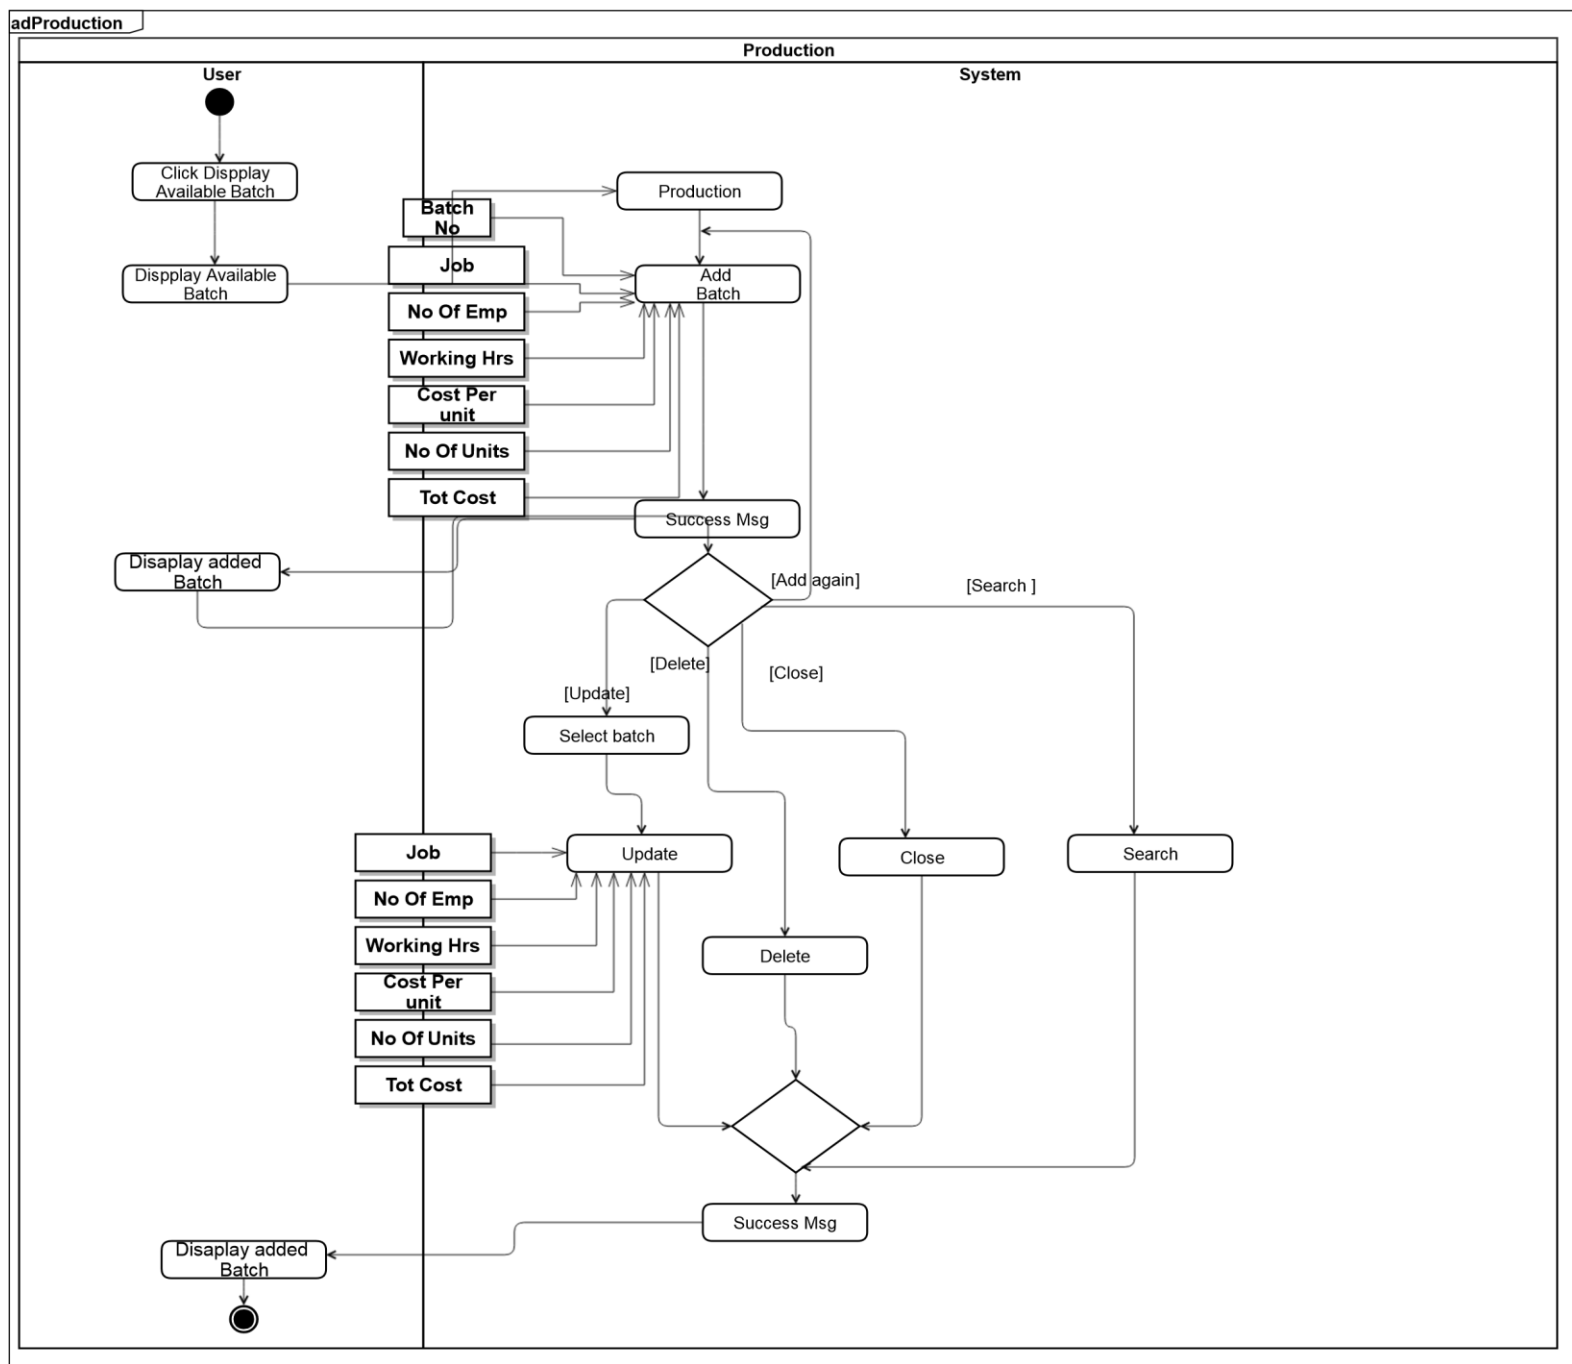 adProduction
Production
User
System
Click Dispplay
Available Batch
Production
Batch
No
Job
Dispplay Available
Batch
Add
Batch
No Of Emp
Working Hrs
Cost Per
unit
No Of Units
Tot Cost
Success Msg
Disaplay added
Batch
[Add again]
[Search ]
[Delete]
[Close]
[Update]
Select batch
Job
Update
Close
Search
No Of Emp
Working Hrs
Delete
Cost Per
unit
No Of Units
Tot Cost
Success Msg
Disaplay added
Batch